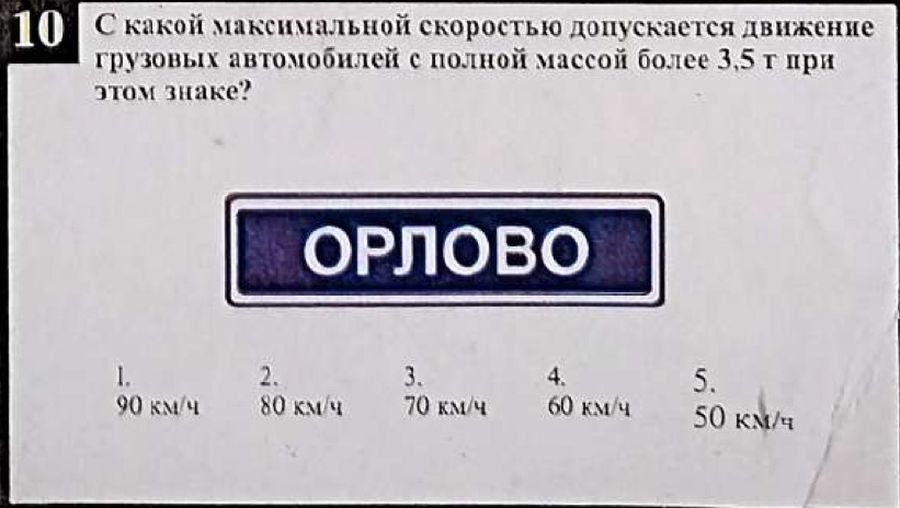 10
С какой максимальной скоростью допускается движение
грузовых автомобилей с полной массой более 3,5 т при
этом знаке?
ОРЛОВО
1. 2. 3. 4. 5.
90 км/ч 80 км/ч 70 км/ч 60 км/ч 50 км/ч